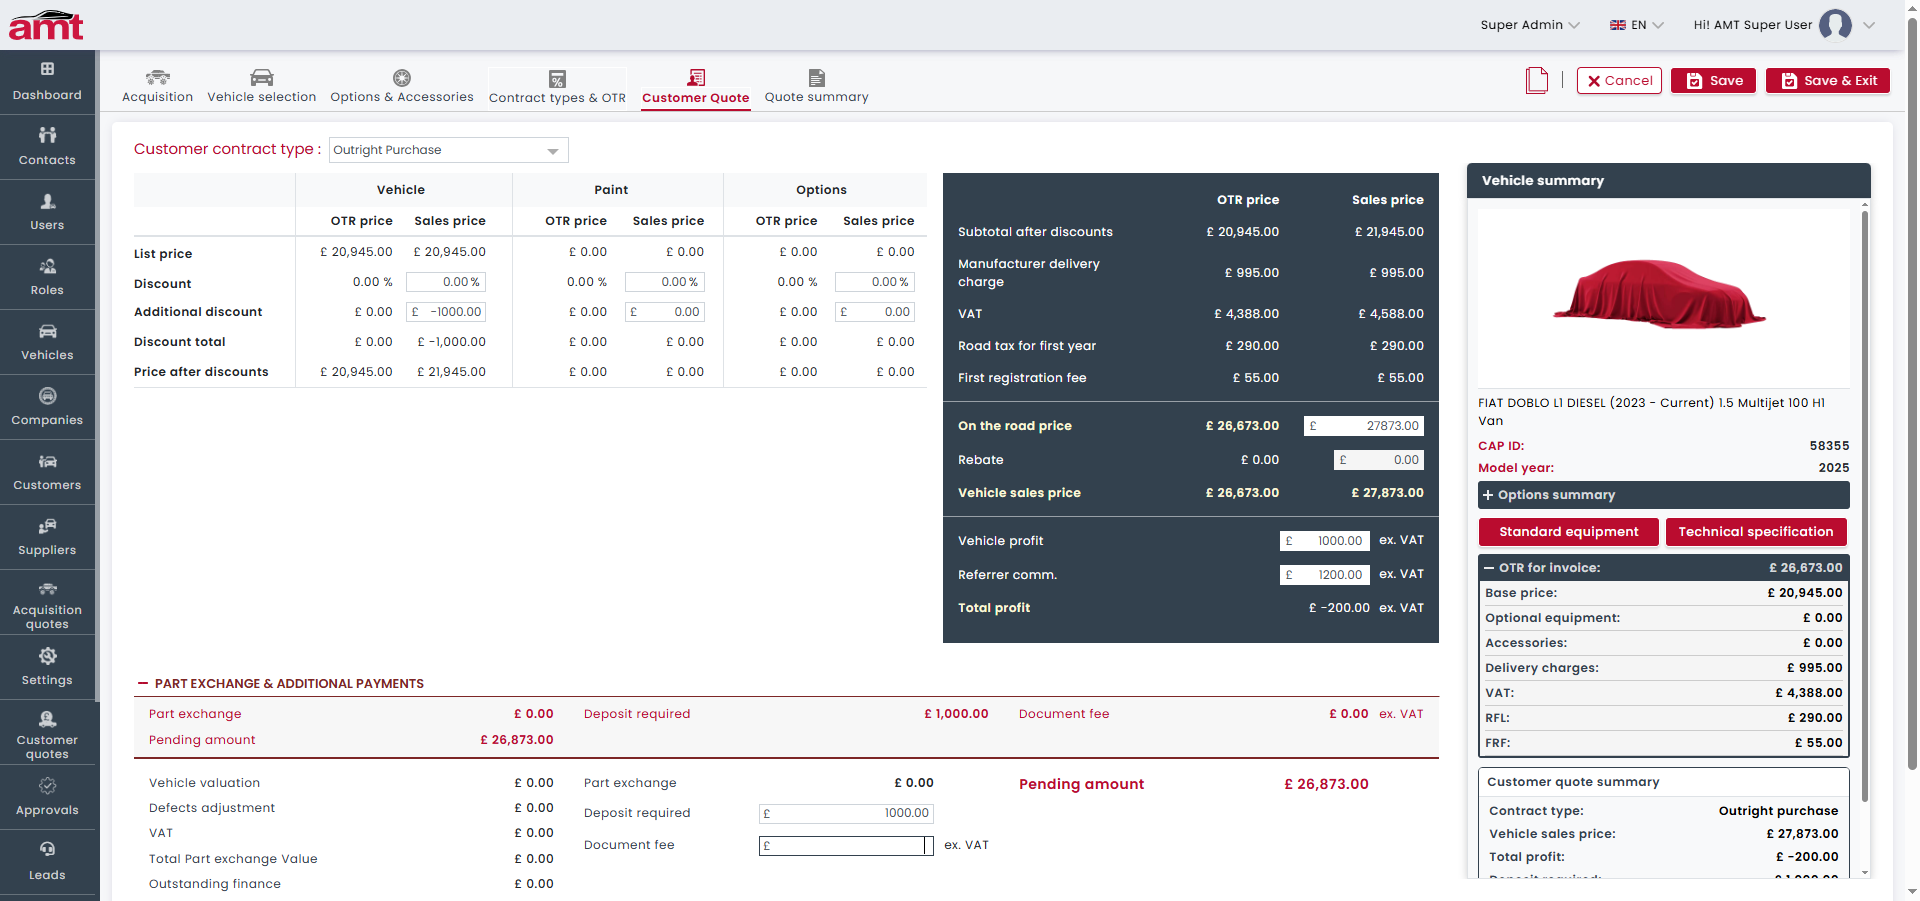 amt
Super Admin
EN
Hi! AMT Super User
Dashboard
Contacts
Users
Roles
Vehicles
Companies
Customers
Suppliers
Acquisition
quotes
Settings
Customer
quotes
Approvals
Leads
Acquisition
Vehicle selection
Options & Accessories
Contract types & OTR
Customer Quote
Quote summary
Cancel
Save
Save & Exit
Customer contract type : Outright Purchase
Vehicle Paint Options
OTR price Sales price OTR price Sales price OTR price Sales price
List price £ 20,945.00 £ 20,945.00 £ 0.00 £ 0.00 £ 0.00 £ 0.00
Discount 0.00 % 0.00 % 0.00 % 0.00 % 0.00 % 0.00 %
Additional discount £ 0.00 £ -1000.00 £ 0.00 £ 0.00 £ 0.00 £ 0.00
Discount total £ 0.00 £ -1,000.00 £ 0.00 £ 0.00 £ 0.00 £ 0.00
Price after discounts £ 20,945.00 £ 21,945.00 £ 0.00 £ 0.00 £ 0.00 £ 0.00
OTR price Sales price
Subtotal after discounts £ 20,945.00 £ 21,945.00
Manufacturer delivery
charge £ 995.00 £ 995.00
VAT £ 4,388.00 £ 4,588.00
Road tax for first year £ 290.00 £ 290.00
First registration fee £ 55.00 £ 55.00
On the road price £ 26,673.00 £ 27873.00
Rebate £ 0.00 £ 0.00
Vehicle sales price £ 26,673.00 £ 27,873.00
Vehicle profit £ 1000.00 ex. VAT
Referrer comm. £ 1200.00 ex. VAT
Total profit £ -200.00 ex. VAT
PART EXCHANGE & ADDITIONAL PAYMENTS
Part exchange £ 0.00 Deposit required £ 1,000.00 Document fee £ 0.00 ex. VAT
Pending amount £ 26,873.00
Vehicle valuation £ 0.00
Defects adjustment £ 0.00
VAT £ 0.00
Total Part exchange Value £ 0.00
Outstanding finance £ 0.00
Part exchange £ 0.00
Deposit required £ 1000.00
Document fee £ ex. VAT
Pending amount £ 26,873.00
Vehicle summary
FIAT DOBLO L1 DIESEL (2023 - Current) 1.5 Multijet 100 H1
Van
CAP ID: 58355
Model year: 2025
+ Options summary
Standard equipment
Technical specification
OTR for invoice: £ 26,673.00
Base price: £ 20,945.00
Optional equipment: £ 0.00
Accessories: £ 0.00
Delivery charges: £ 995.00
VAT: £ 4,388.00
RFL: £ 290.00
FRF: £ 55.00
Customer quote summary
Contract type: Outright purchase
Vehicle sales price: £ 27,873.00
Total profit: £ -200.00